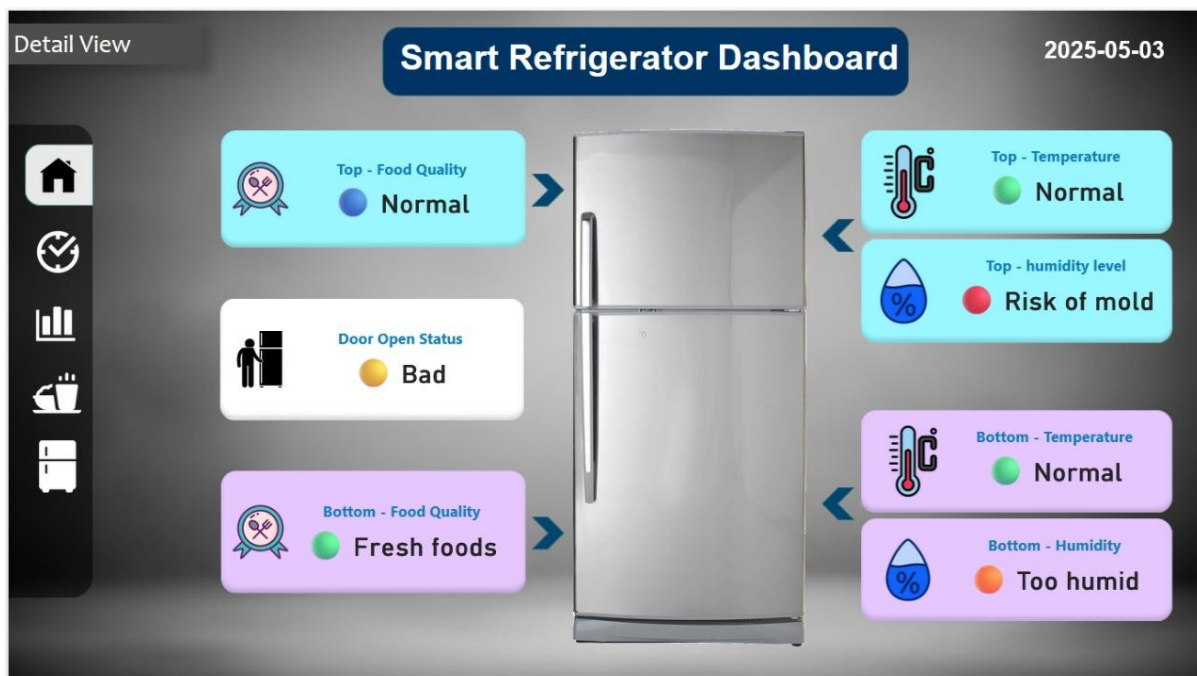 Detail View
Smart Refrigerator Dashboard
2025-05-03
Top - Food Quality
Normal
Top - Temperature
Normal
Top - humidity level
Risk of mold
Door Open Status
Bad
Bottom - Food Quality
Fresh foods
Bottom - Temperature
Normal
Bottom - Humidity
Too humid
C
%
C
%